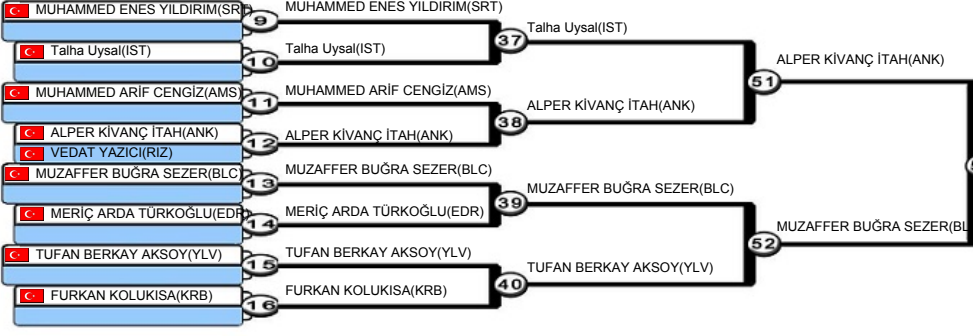 MUHAMMED ENES YILDIRIM(SRT)
9
MUHAMMED ENES YILDIRIM(SRT)
Talha Uysal(IST)
10
Talha Uysal(IST)
37
Talha Uysal(IST)
MUHAMMED ARİF CENGİZ(AMS)
11
MUHAMMED ARİF CENGİZ(AMS)
ALPER KİVANÇ İTAH(ANK)
VEDAT YAZICI(RIZ)
12
ALPER KİVANÇ İTAH(ANK)
38
ALPER KİVANÇ İTAH(ANK)
51
ALPER KİVANÇ İTAH(ANK)
MUZAFFER BUĞRA SEZER(BLC)
13
MUZAFFER BUĞRA SEZER(BLC)
MERİÇ ARDA TÜRKOĞLU(EDR)
14
MERİÇ ARDA TÜRKOĞLU(EDR)
39
MUZAFFER BUĞRA SEZER(BLC)
TUFAN BERKAY AKSOY(YLV)
15
TUFAN BERKAY AKSOY(YLV)
FURKAN KOLUKISA(KRB)
16
FURKAN KOLUKISA(KRB)
40
TUFAN BERKAY AKSOY(YLV)
52
MUZAFFER BUĞRA SEZER(BL